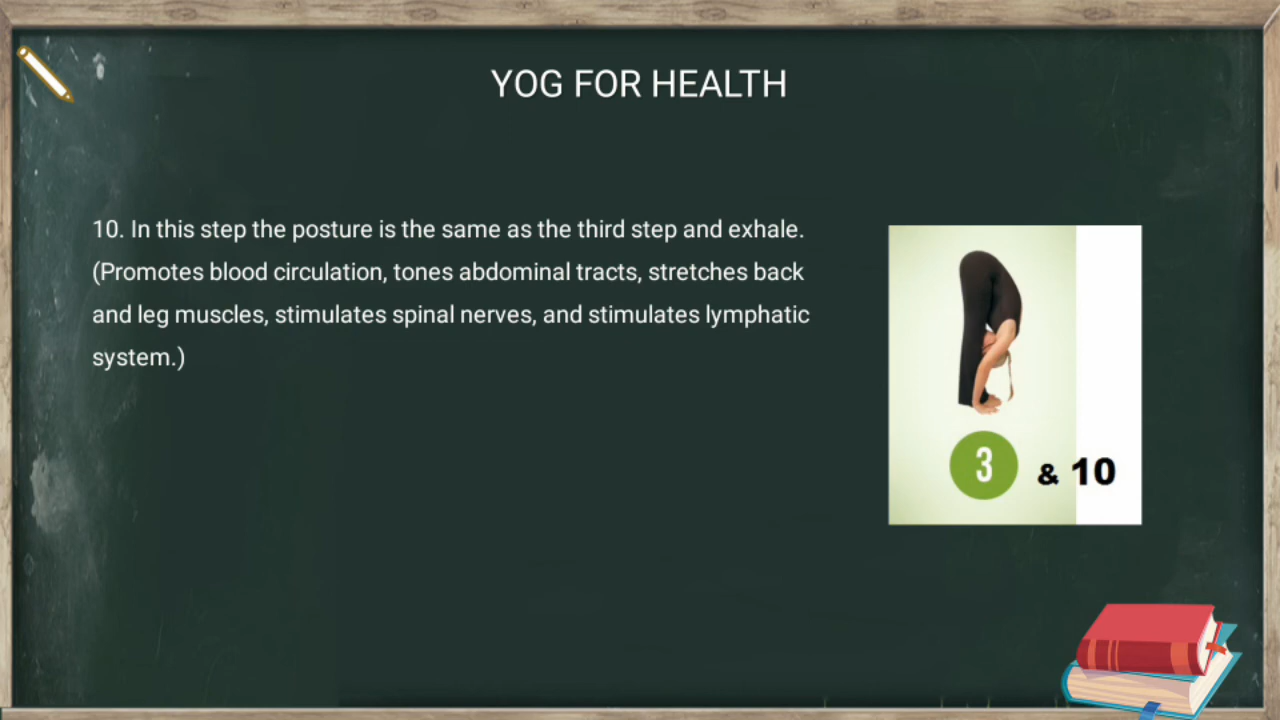 YOG FOR HEALTH
10. In this step the posture is the same as the third step and exhale.
(Promotes blood circulation, tones abdominal tracts, stretches back
and leg muscles, stimulates spinal nerves, and stimulates lymphatic
system.)
3 & 10